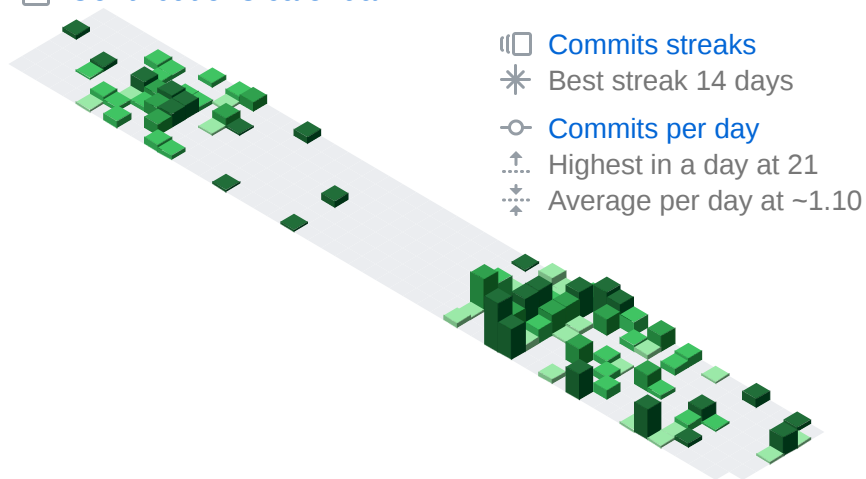 Commits streaks
Best streak 14 days
Commits per day
Highest in a day at 21
Average per day at ~1.10